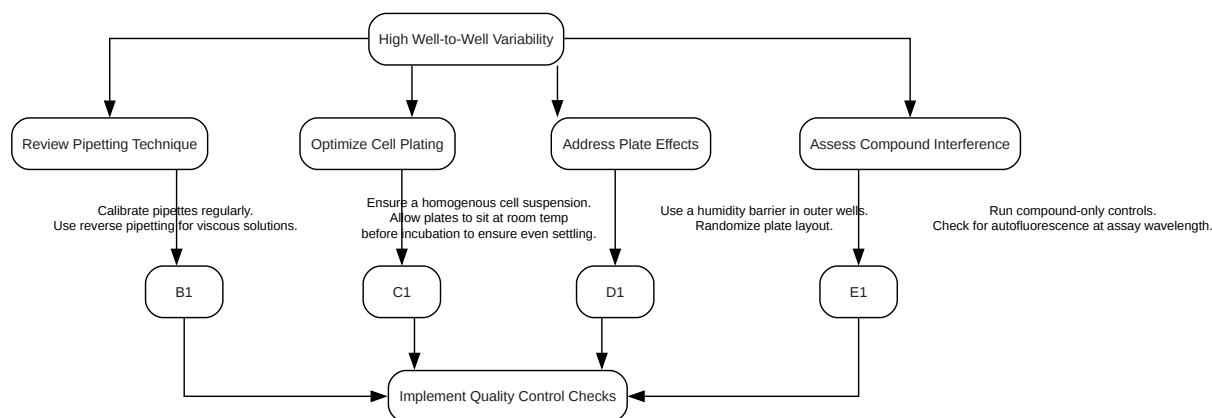 High Well-to-Well Variability
Review Pipetting Technique
Optimize Cell Plating
Address Plate Effects
Assess Compound Interference
Calibrate pipettes regularly.
Use reverse pipetting for viscous solutions.
Ensure a homogenous cell suspension.
Allow plates to sit at room temp
before incubation to ensure even settling.
Use a humidity barrier in outer wells.
Randomize plate layout.
Run compound-only controls.
Check for autofluorescence at assay wavelength.
B1
C1
D1
E1
Implement Quality Control Checks